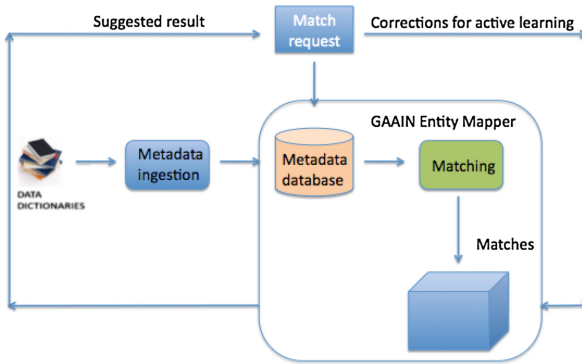 Suggested result
Match
request
Corrections for active learning
GAAIN Entity Mapper
Metadata
ingestion
Metadata
database
Matching
DATA
DICTIONARIES
Matches